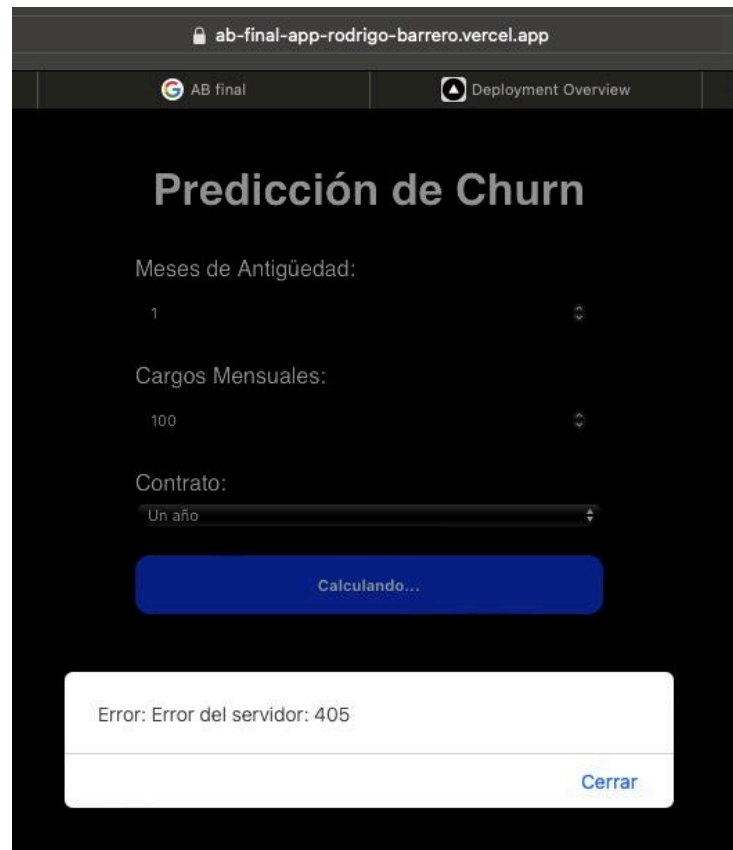 ab-final-app-rodrigo-barrero.vercel.app
AB final
Deployment Overview
Predicción de Churn
Meses de Antigüedad:
1
Cargos Mensuales:
100
Contrato:
Un año
Calculando...
Error: Error del servidor: 405
Cerrar